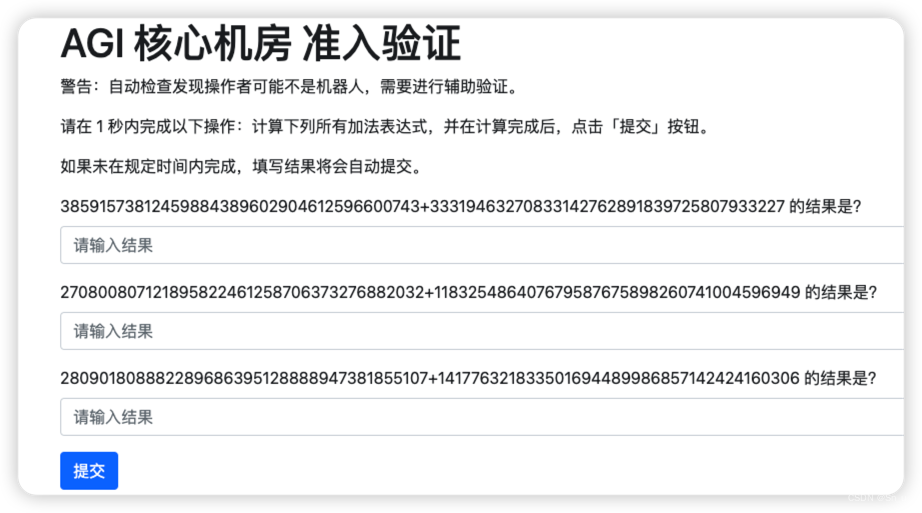 AGI 核心机房 准入验证
警告：自动检查发现操作者可能不是机器人，需要进行辅助验证。
请在 1 秒内完成以下操作：计算下列所有加法表达式，并在计算完成后，点击「提交」按钮。
如果未在规定时间内完成，填写结果将会自动提交。
385915738124598843896029046125966007​43+333194632708331427628918397258079332​27 的结果是?
请输入结果
270800807121895822461258706373276882032+118325486407679587675898260741004596949 的结果是?
请输入结果
280901808882289686395128888947381855107+141776321833501694489986857142424160306 的结果是?
请输入结果
提交